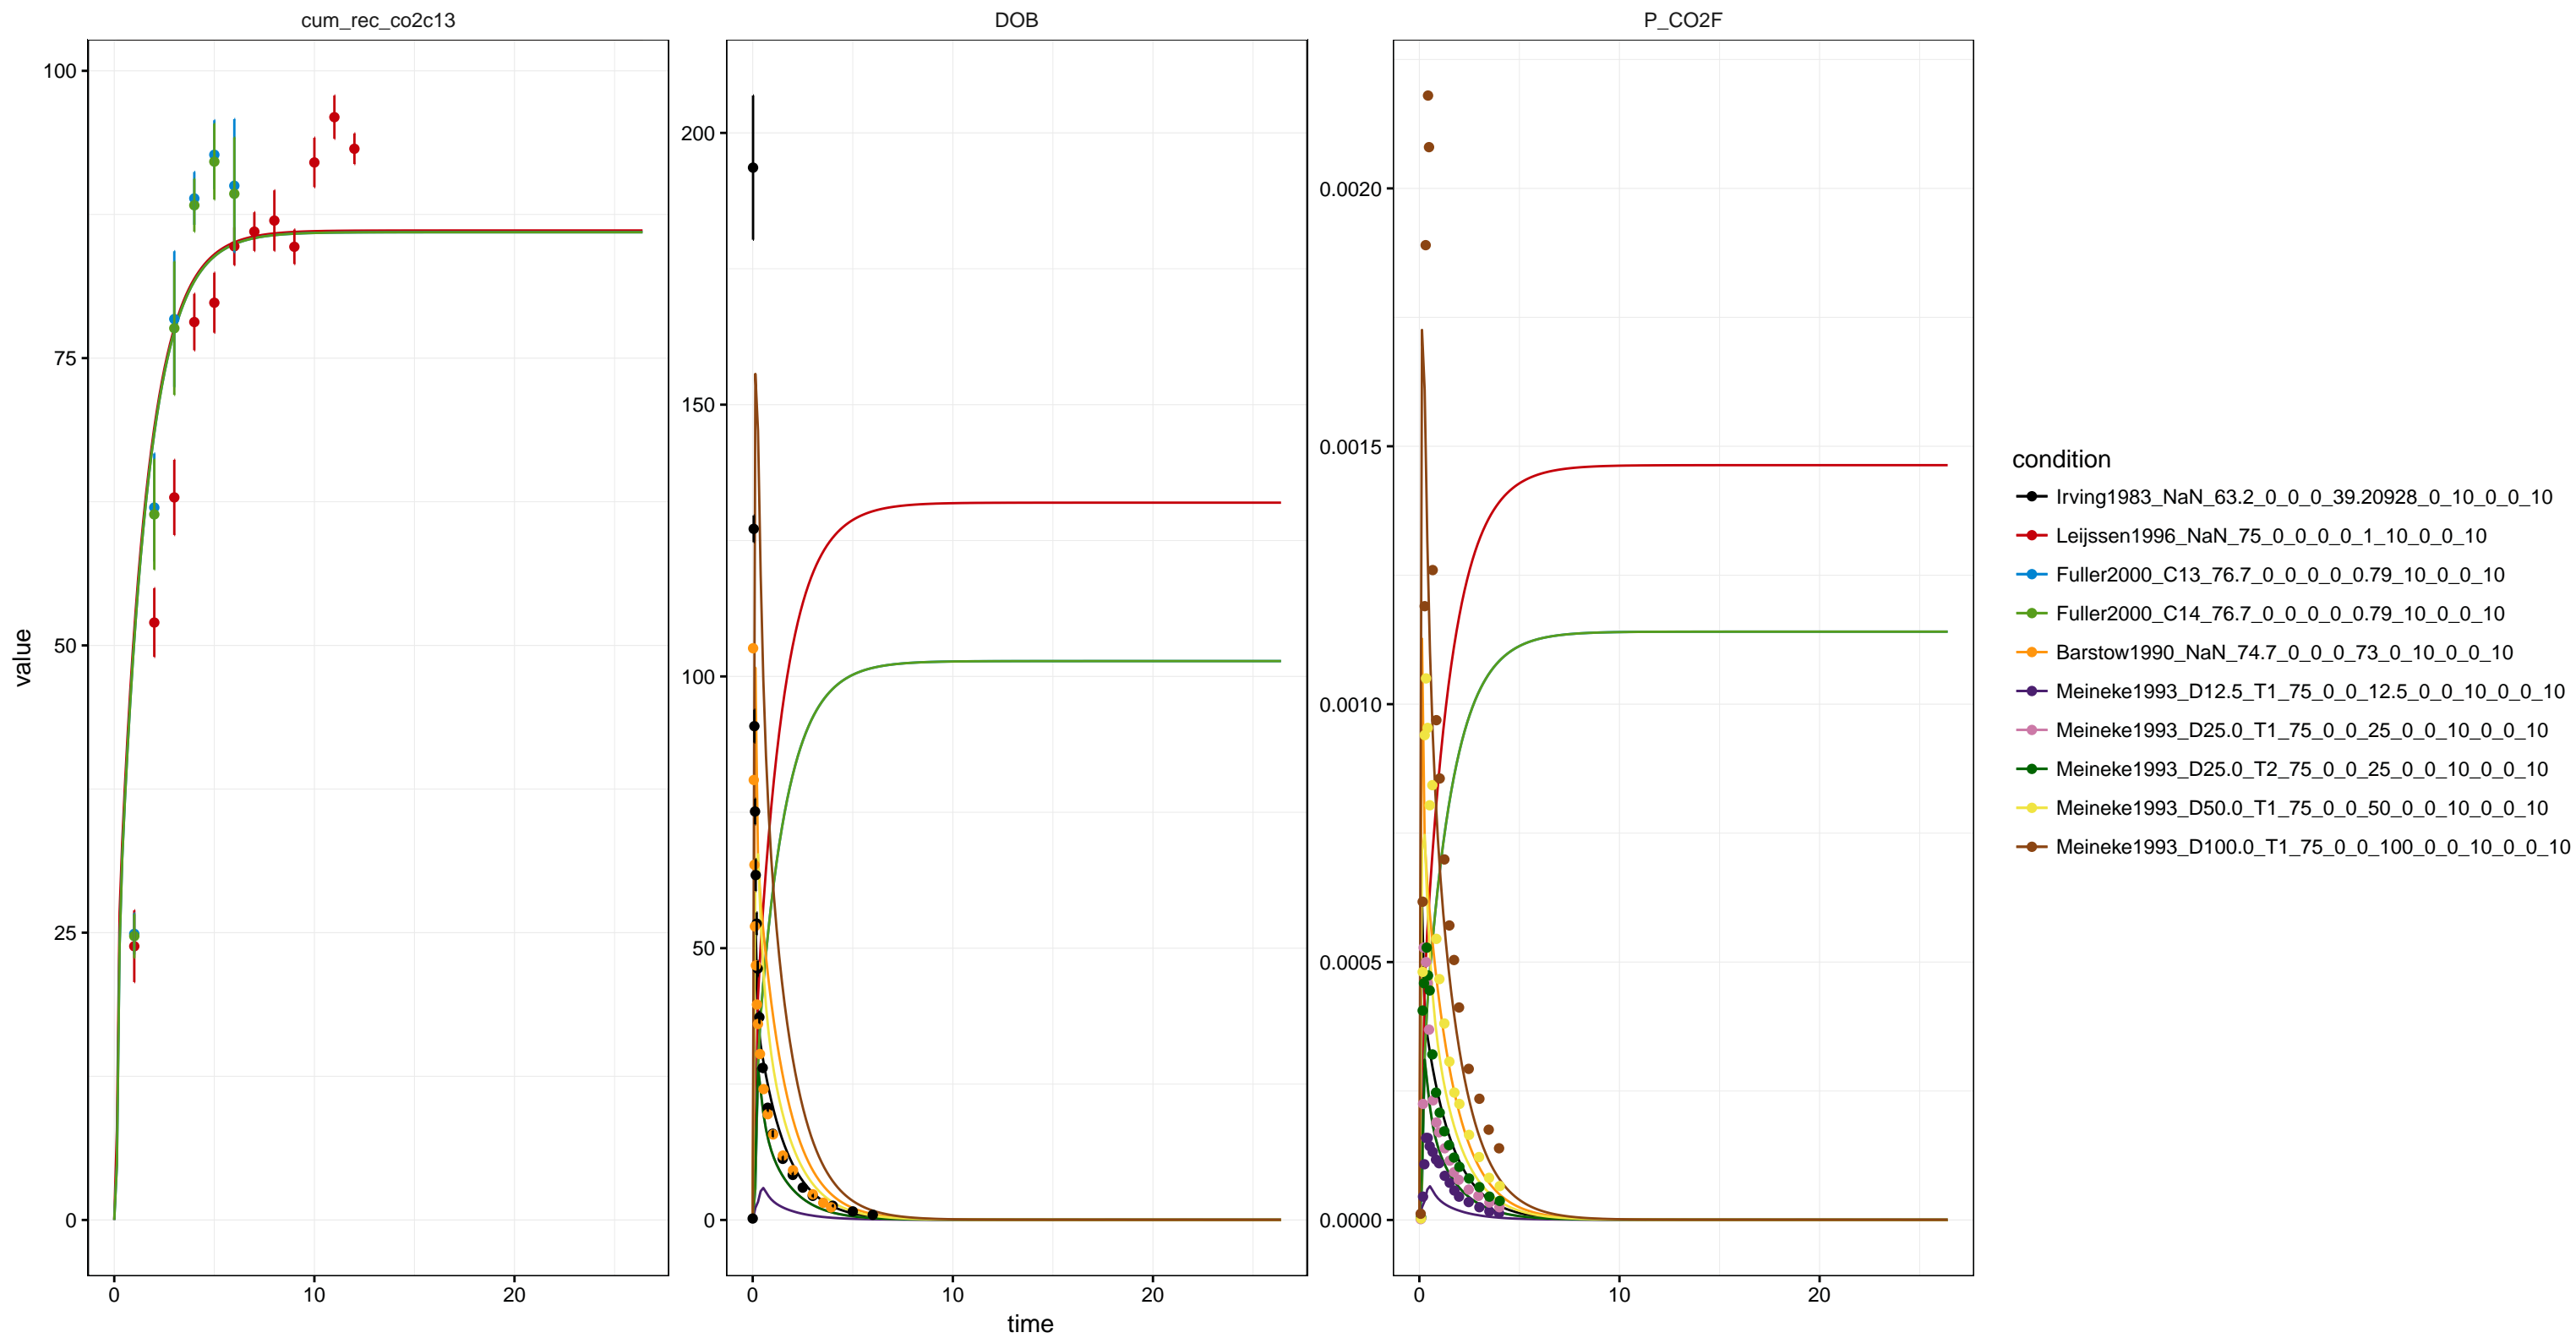 cum_rec_co2c13
DOB
P_CO2F
value
100
75
50
25
0
0
10
20
200
150
100
50
0
0
10
20
time
0.0020
0.0015
0.0010
0.0005
0.0000
0
10
20
condition
Irving1983_NaN_63.2_0_0_0_39.20928_0_10_0_0_10
Leijssen1996_NaN_75_0_0_0_0_1_10_0_0_10
Fuller2000_C13_76.7_0_0_0_0_0.79_10_0_0_10
Fuller2000_C14_76.7_0_0_0_0_0.79_10_0_0_10
Barstow1990_NaN_74.7_0_0_0_73_0_10_0_0_10
Meineke1993_D12.5_T1_75_0_0_12.5_0_0_10_0_0_10
Meineke1993_D25.0_T1_75_0_0_25_0_0_10_0_0_10
Meineke1993_D25.0_T2_75_0_0_25_0_0_10_0_0_10
Meineke1993_D50.0_T1_75_0_0_50_0_0_10_0_0_10
Meineke1993_D100.0_T1_75_0_0_100_0_0_10_0_0_10